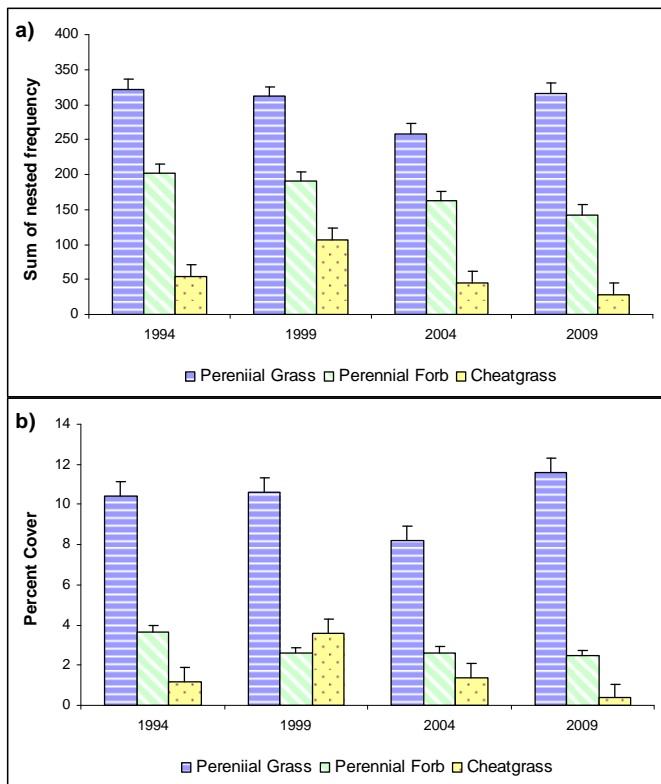 a)
400
350
300
250
200
150
100
50
0
Sum of nested frequency
1994 1999 2004 2009
Pereniial Grass Perennial Forb Cheatgrass
b)
14
12
10
8
6
4
2
0
Percent Cover
1994 1999 2004 2009
Pereniial Grass Perennial Forb Cheatgrass